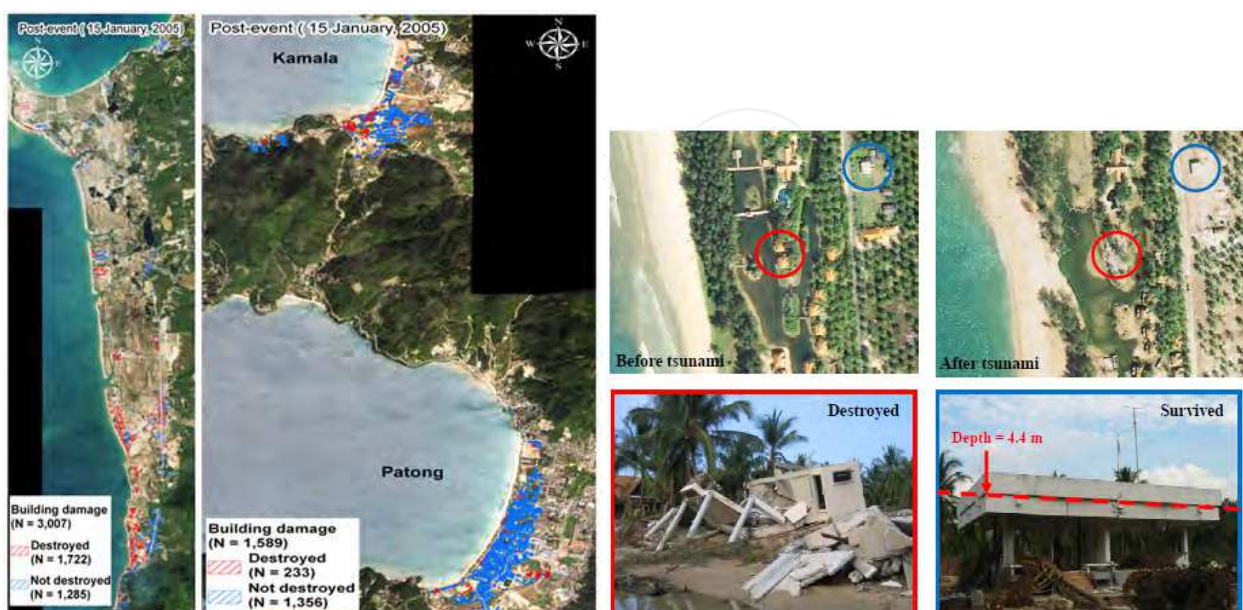 Post-event (15 January, 2005)
N
E
Building damage
(N = 3,007)
Destroyed
(N = 1,722)
Not destroyed
(N = 1,285)
Post-event ( 15 January, 2005)
Kamala
N
W
E
S
Patong
Building damage
(N = 1,589)
Destroyed
(N = 233)
Not destroyed
(N = 1,356)
Before tsunami
After tsunami
Destroyed
Survived
Depth = 4.4 m